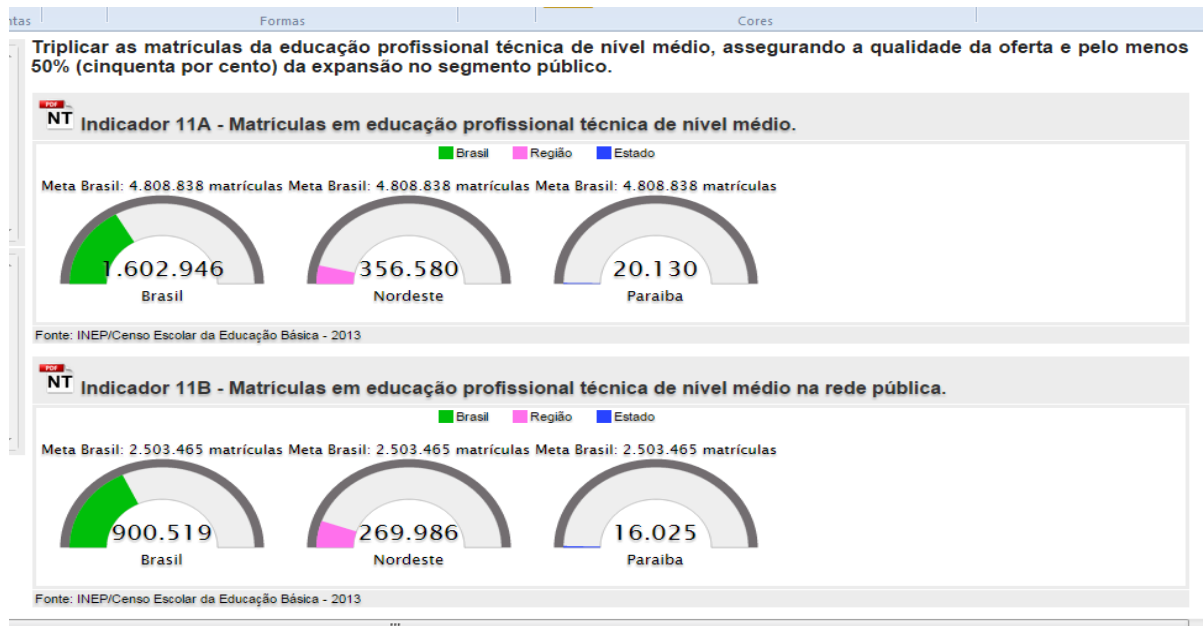 ntas Formas Cores
Triplicar as matrículas da educação profissional técnica de nível médio, assegurando a qualidade da oferta e pelo menos
50% (cinquenta por cento) da expansão no segmento público.
PDF
NT Indicador 11A - Matrículas em educação profissional técnica de nível médio.
Brasil Região Estado
Meta Brasil: 4.808.838 matrículas Meta Brasil: 4.808.838 matrículas Meta Brasil: 4.808.838 matrículas
1.602.946 356.580 20.130
Brasil Nordeste Paraiba
Fonte: INEP/Censo Escolar da Educação Básica - 2013
PDF
NT Indicador 11B - Matrículas em educação profissional técnica de nível médio na rede pública.
Brasil Região Estado
Meta Brasil: 2.503.465 matrículas Meta Brasil: 2.503.465 matrículas Meta Brasil: 2.503.465 matrículas
900.519 269.986 16.025
Brasil Nordeste Paraiba
Fonte: INEP/Censo Escolar da Educação Básica - 2013